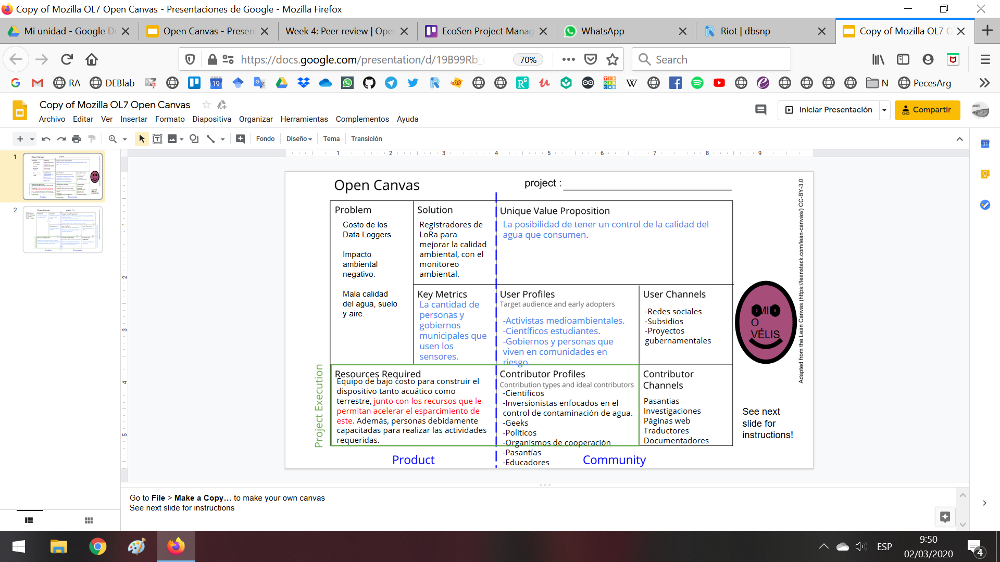 Copy of Mozilla OL7 Open Canvas - Presentaciones de Google - Mozilla Firefox
Mi unidad - Google D
Open Canvas - Presen
Week 4: Peer review | Ope
EcoSen Project Manag
WhatsApp
Riot | dbsnp
Copy of Mozilla OL7 O
https://docs.google.com/presentation/d/19B99Rb_
70%
Search
RA
DEBlab
19
N
PecesArg
Copy of Mozilla OL7 Open Canvas
Iniciar Presentación
Compartir
Archivo Editar Ver Insertar Formato Diapositiva Organizar Herramientas Complementos Ayuda
Fondo Diseño Tema Transición
1 2 3 4 5 6 7 8 9
1
2
1
2
3
4
5
Open Canvas
project :
Problem
Costo de los
Data Loggers.
Impacto
ambiental
negativo.
Mala calidad
del agua, suelo
y aire.
Solution
Registradores de
LoRa para
mejorar la calidad
ambiental, con el
monitoreo
ambiental.
Unique Value Proposition
La posibilidad de tener un control de la calidad del
agua que consumen.
Key Metrics
La cantidad de
personas y
gobiernos
municipales que
usen los
sensores.
User Profiles
Target audience and early adopters
-Activistas medioambientales.
-Científicos estudiantes.
-Gobiernos y personas que
viven en comunidades en
riesgo.
User Channels
-Redes sociales
-Subsidios
-Proyectos
gubernamentales
O
VÉLIS
Adapted from the Lean Canvas (https://leanstack.com/lean-canvas/) CC-BY-3.0
Project Execution
Resources Required
Equipo de bajo costo para construir el
dispositivo tanto acuático como
terrestre, junto con los recursos que le
permitan acelerar el esparcimiento de
este. Además, personas debidamente
capacitadas para realizar las actividades
requeridas.
Contributor Profiles
Contribution types and ideal contributors
-Cientificos
-Inversionistas enfocados en el
control de contaminación de agua.
-Geeks
-Politicos
-Organismos de cooperación
-Pasantías
-Educadores
Contributor
Channels
Pasantias
Investigaciones
Páginas web
Traductores
Documentadores
See next
slide for
instructions!
Product
Community
Go to File > Make a Copy… to make your own canvas
See next slide for instructions
ESP
9:50
02/03/2020
4